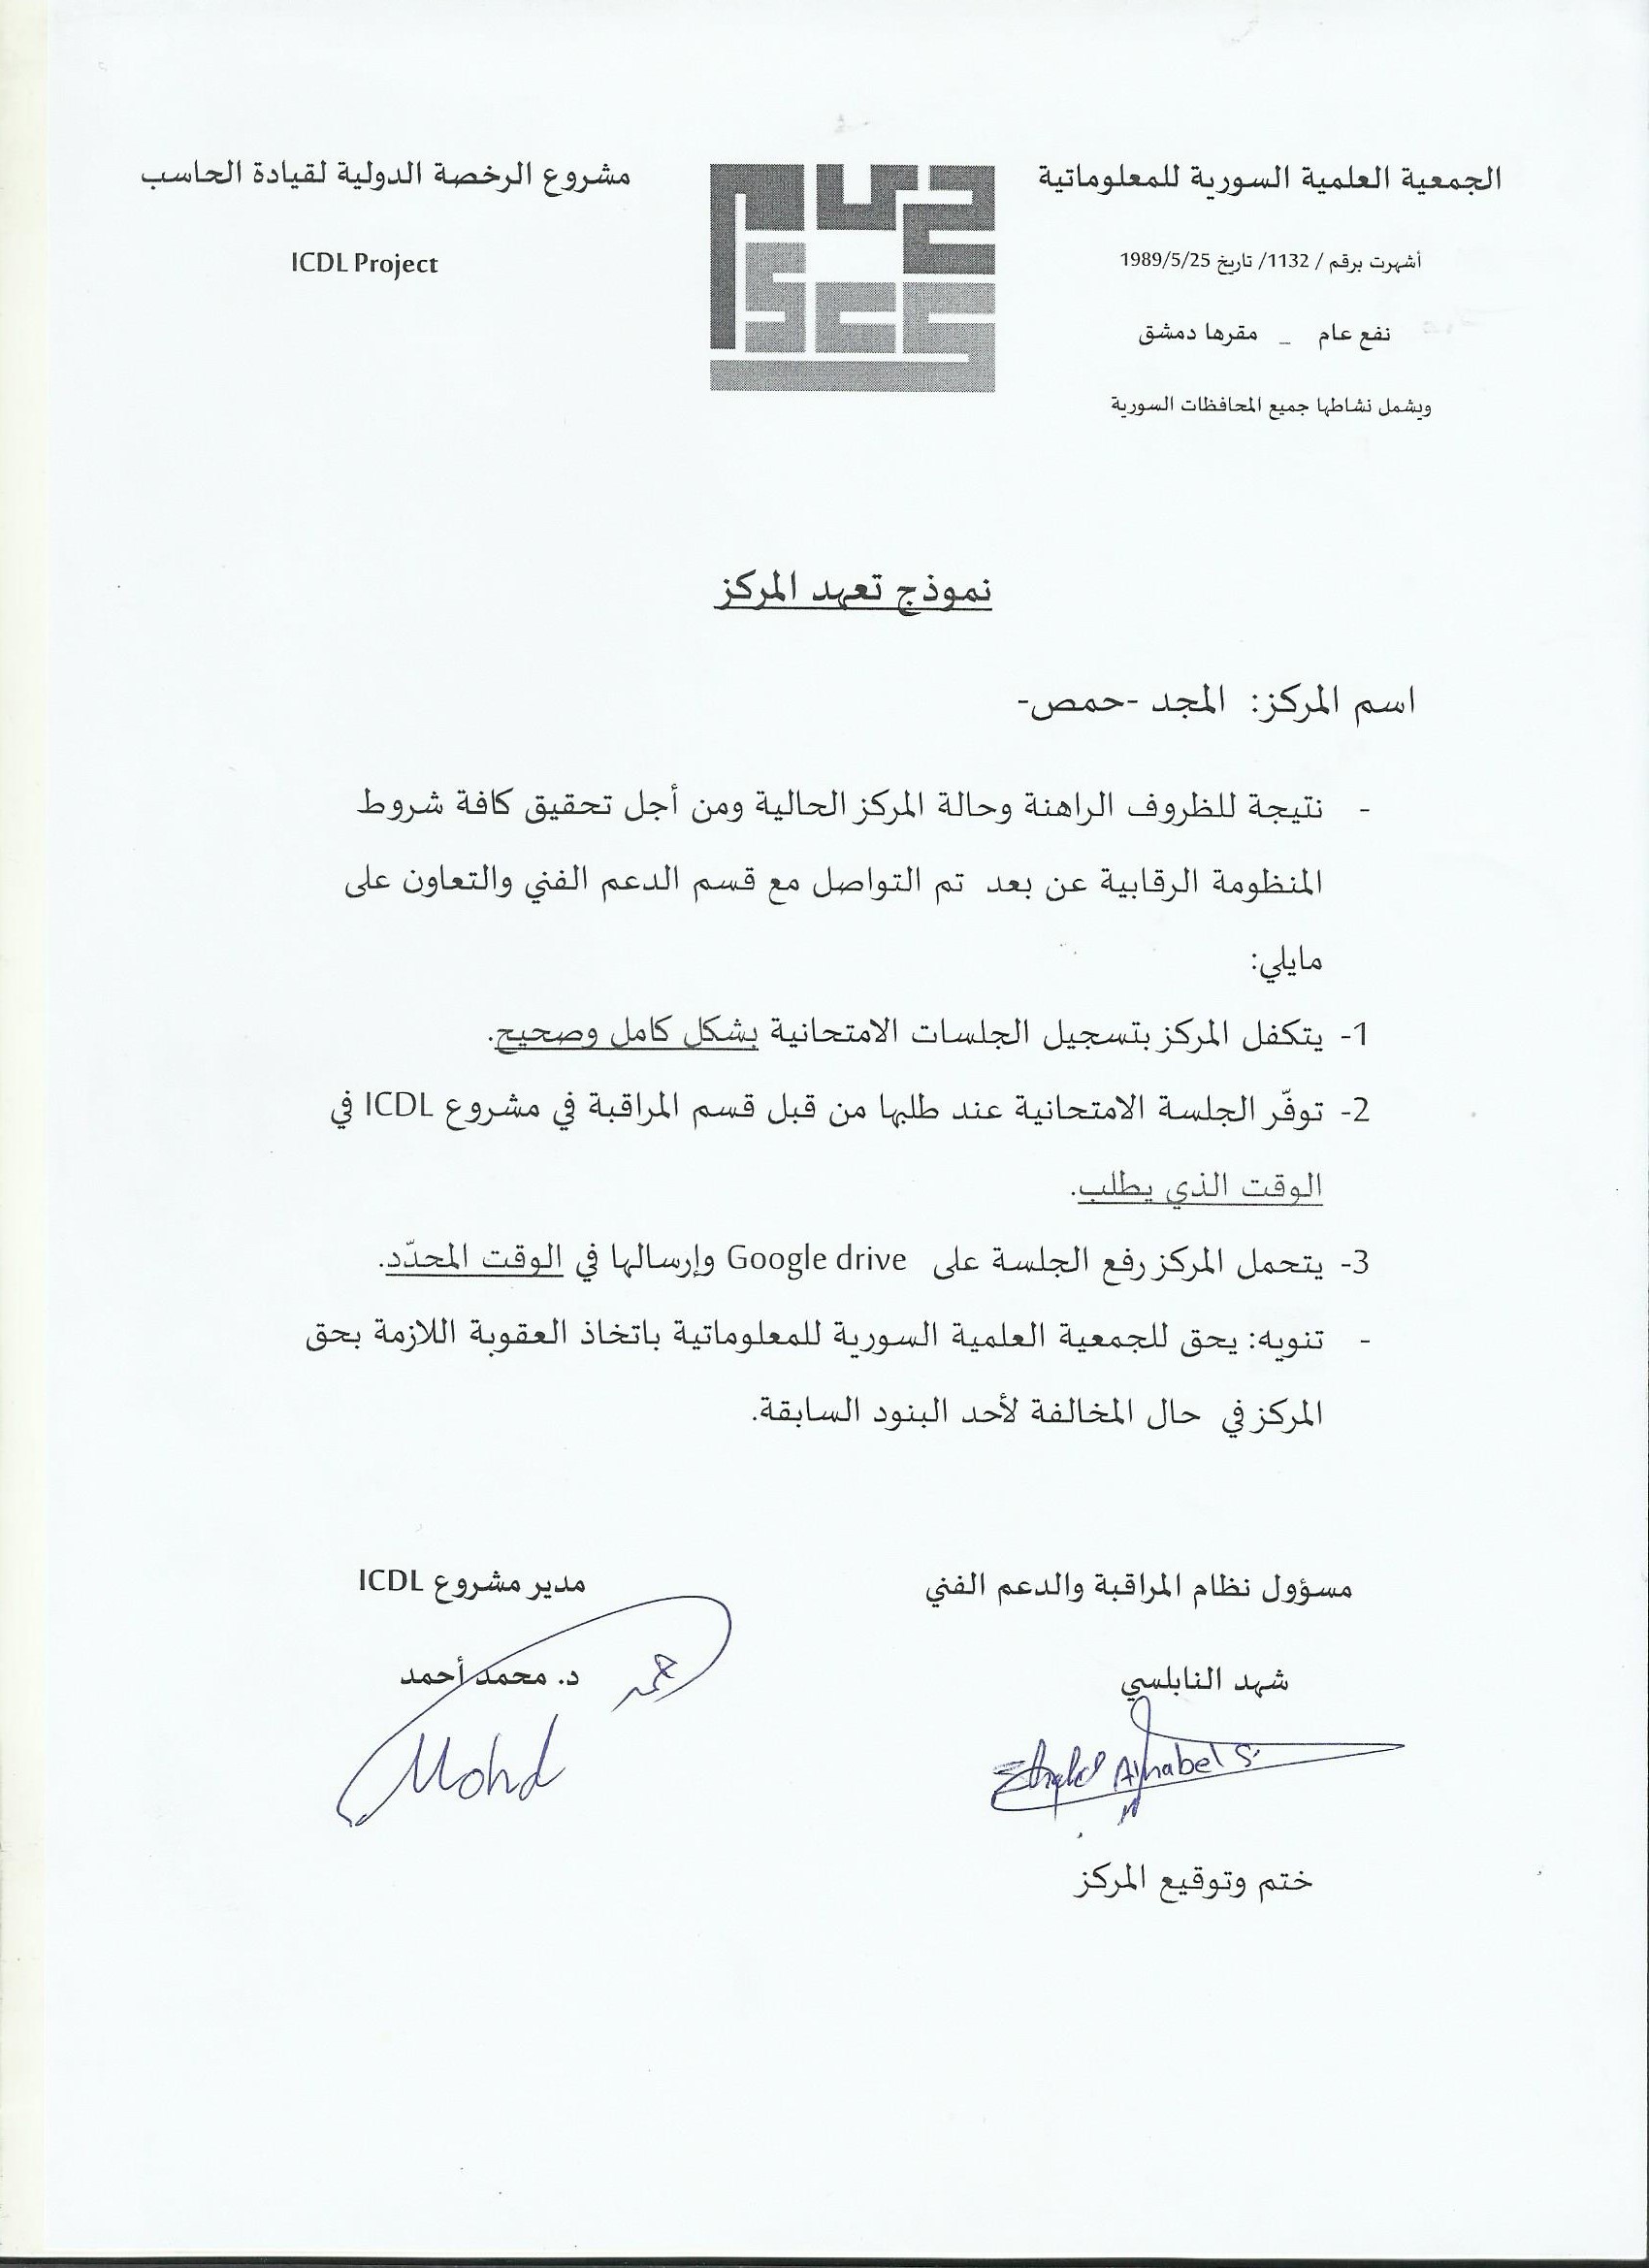 الجمعية العلمية السورية للمعلوماتية
أشهرت برقم / 1132/ تاريخ 1989/5/25
نفع عام _ مقرها دمشق
ويشمل نشاطها جميع المحافظات السورية
مشروع الرخصة الدولية لقيادة الحاسب
ICDL Project
نموذج تعهد المركز
اسم المركز: المجد -حمص-
- نتيجة للظروف الراهنة وحالة المركز الحالية ومن أجل تحقيق كافة شروط
المنظومة الرقابية عن بعد تم التواصل مع قسم الدعم الفني والتعاون على
مايلي:
1- يتكفل المركز بتسجيل الجلسات الامتحانية بشكل كامل وصحيح.
2- توفّر الجلسة الامتحانية عند طلبها من قبل قسم المراقبة في مشروع ICDL في
الوقت الذي يطلب.
3- يتحمل المركز رفع الجلسة على Google drive وإرسالها في الوقت المحدّد.
- تنويه: يحق للجمعية العلمية السورية للمعلوماتية باتخاذ العقوبة اللازمة بحق
المركز في حال المخالفة لأحد البنود السابقة.
مسؤول نظام المراقبة والدعم الفني
شهد النابلسي
مدير مشروع ICDL
د. محمد أحمد
Mohd
ختم وتوقيع المركز